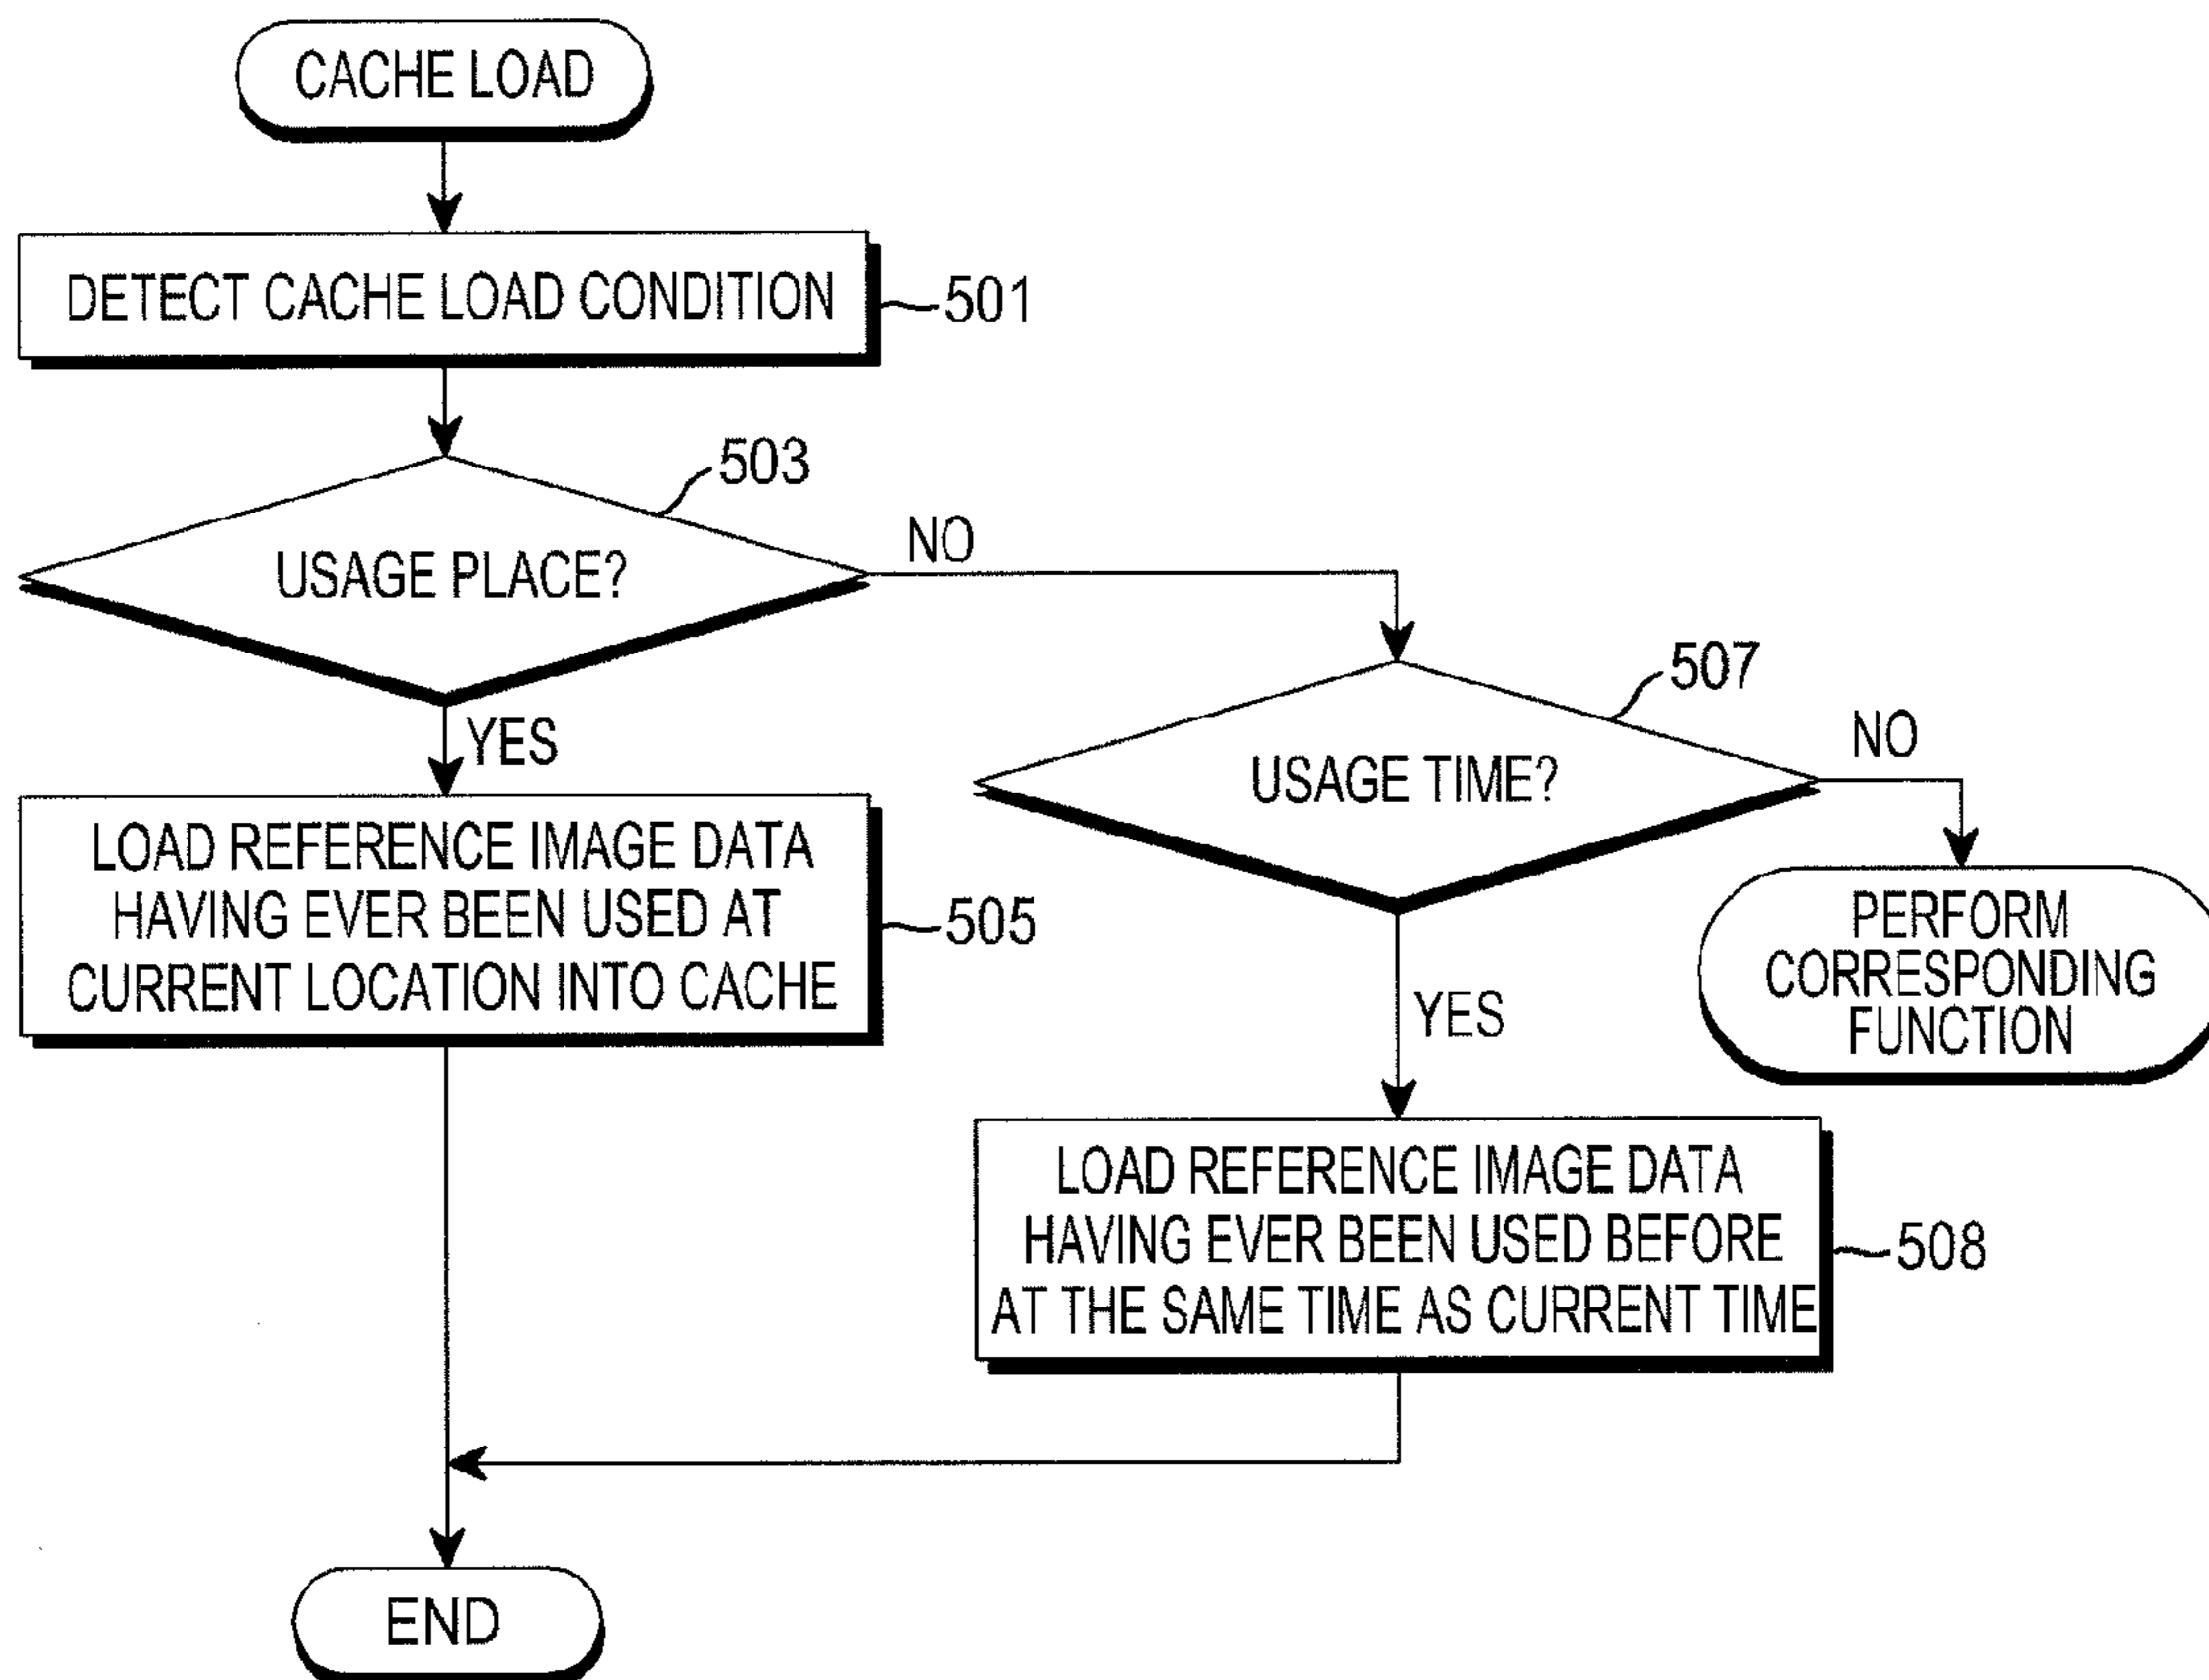 CACHE LOAD
DETECT CACHE LOAD CONDITION
501
503
USAGE PLACE?
NO
YES
507
USAGE TIME?
NO
LOAD REFERENCE IMAGE DATA
HAVING EVER BEEN USED AT
CURRENT LOCATION INTO CACHE
505
PERFORM
CORRESPONDING
FUNCTION
YES
LOAD REFERENCE IMAGE DATA
HAVING EVER BEEN USED BEFORE
AT THE SAME TIME AS CURRENT TIME
508
END